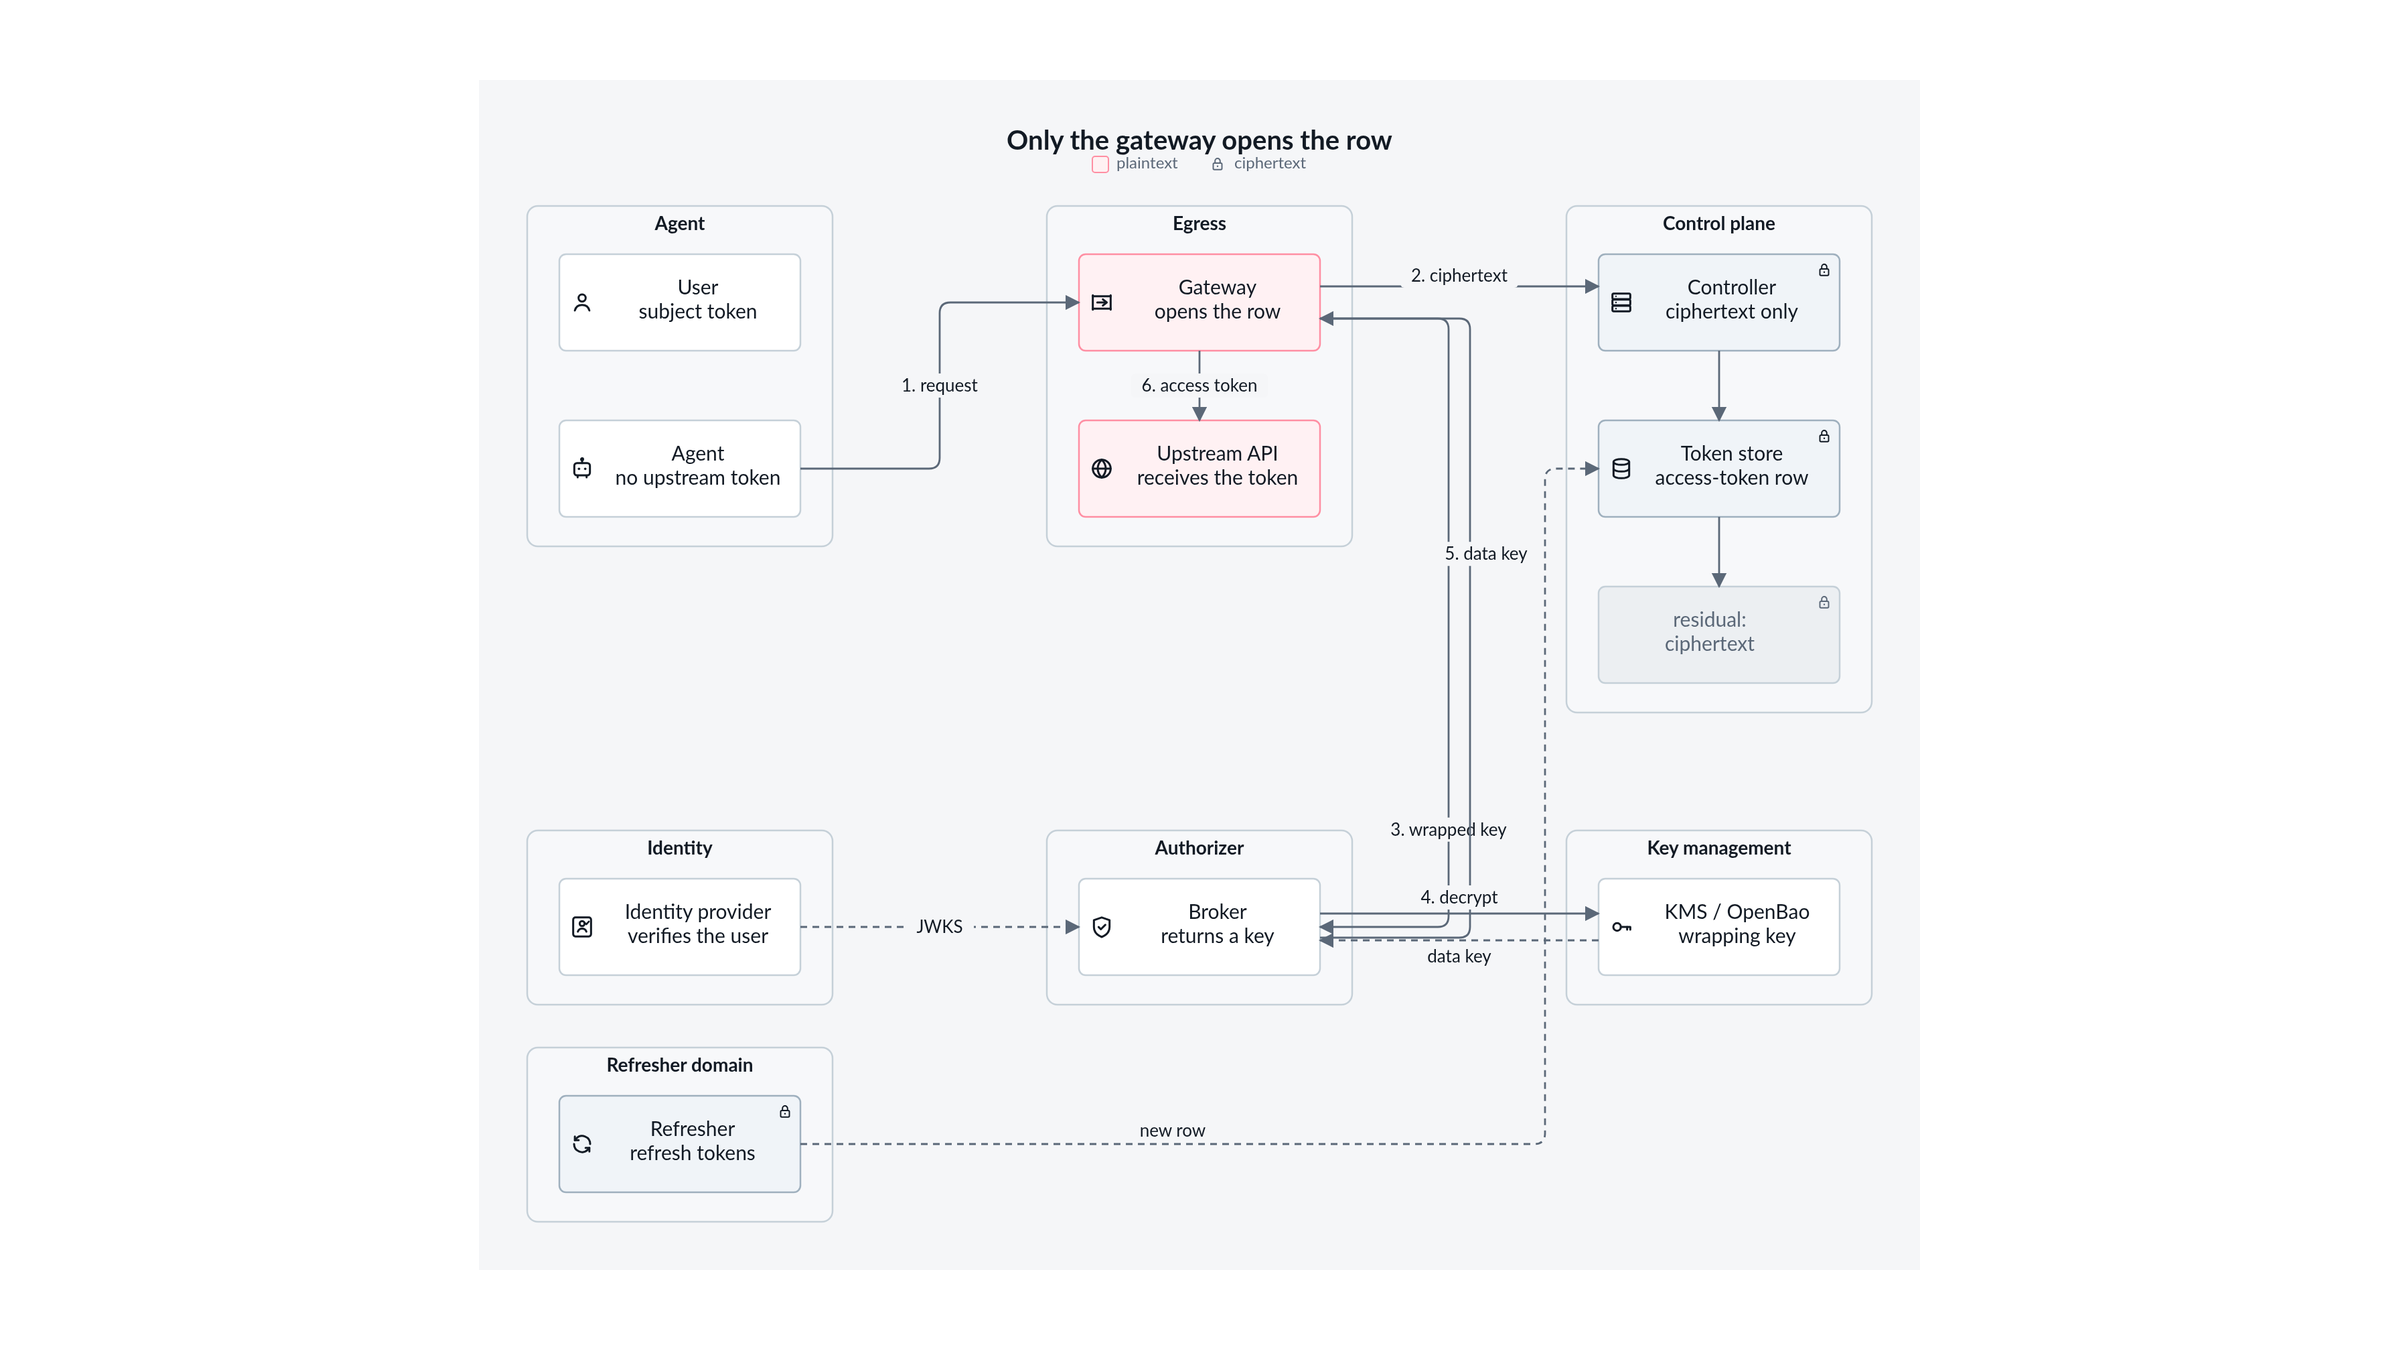 Only the gateway opens the row
plaintext
ciphertext
Agent
User
subject token
Agent
no upstream token
1. request
Egress
Gateway
opens the row
6. access token
Upstream API
receives the token
2. ciphertext
Control plane
Controller
ciphertext only
Token store
access-token row
residual:
ciphertext
5. data key
3. wrapped key
Identity
Identity provider
verifies the user
JWKS
Authorizer
Broker
returns a key
4. decrypt
data key
Key management
KMS / OpenBao
wrapping key
Refresher domain
Refresher
refresh tokens
new row